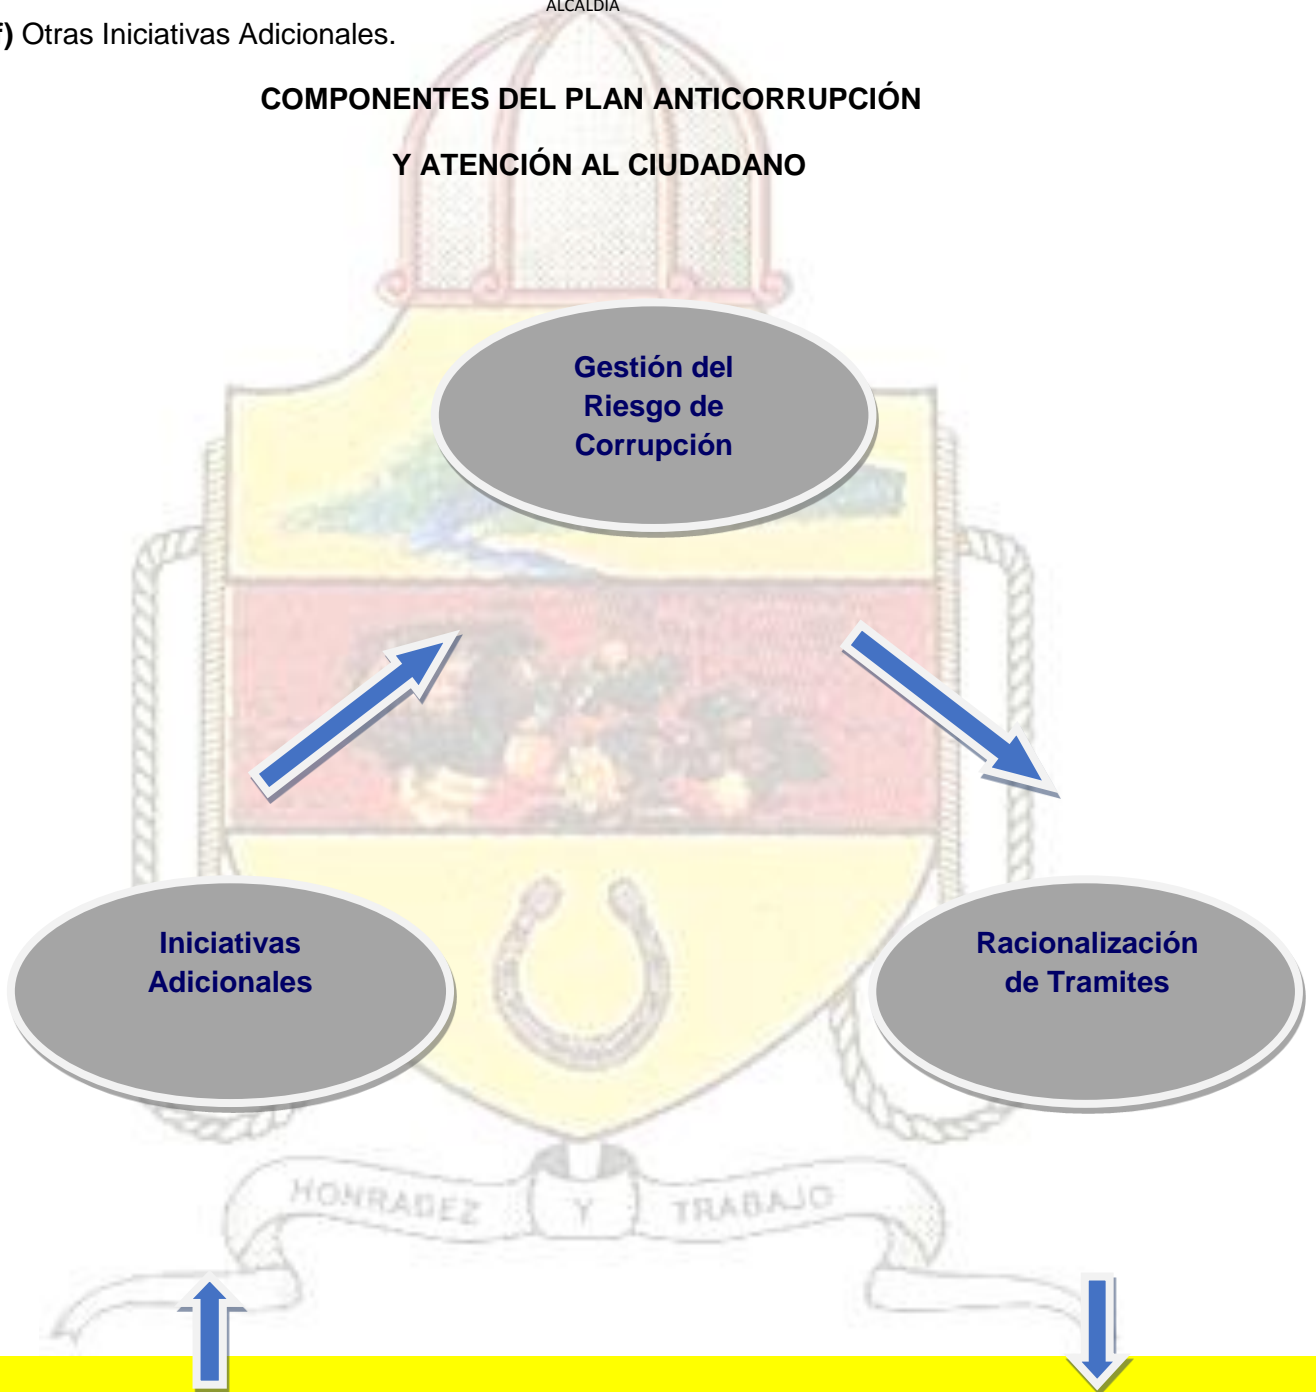 ALCALDIA
f) Otras Iniciativas Adicionales.
COMPONENTES DEL PLAN ANTICORRUPCIÓN
Y ATENCIÓN AL CIUDADANO
Gestión del
Riesgo de
Corrupción
Iniciativas
Adicionales
Racionalización
de Tramites
HONRADEZ Y TRABAJO